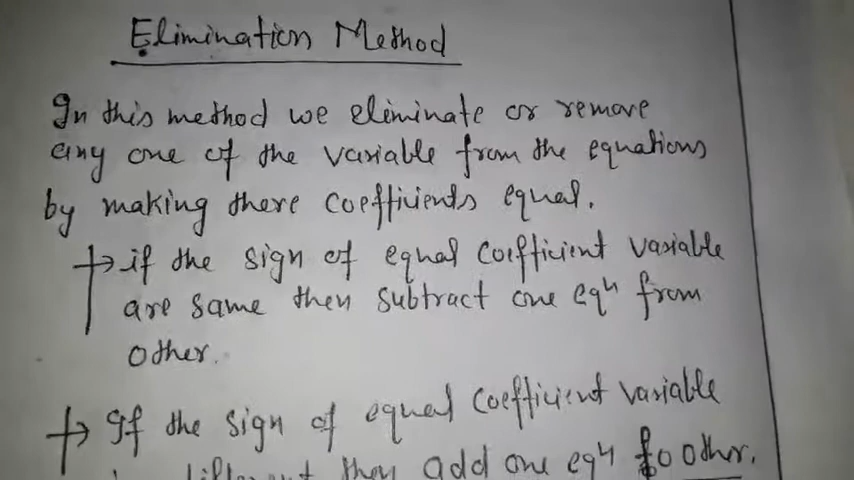 Elimination Method
In this method we eliminate or remove
any one of the variable from the equations
by making there coefficients equal.
→ if the sign of equal coifficient variable
are same then subtract one eqⁿ from
other.
→ If the sign of equal coefficient variable
different then add one eqⁿ to other.